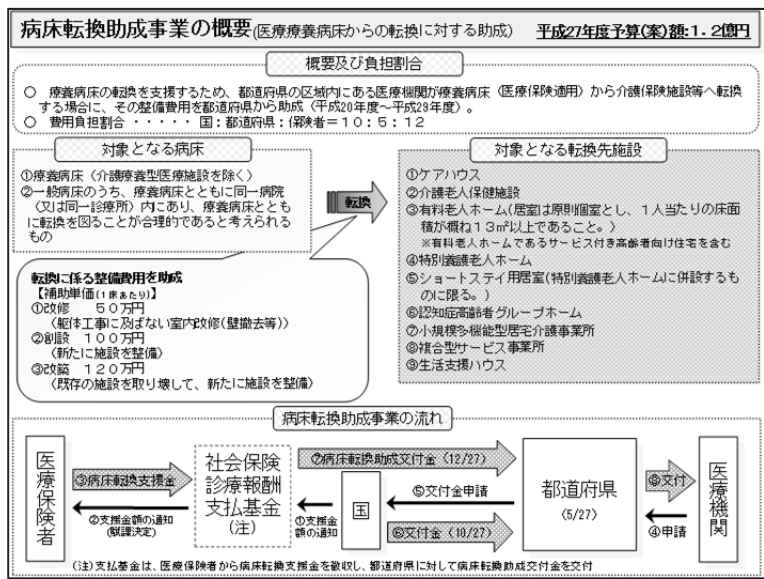 病床転換助成事業の概要(医療療養病床からの転換に対する助成) 平成27年度予算(案)額:1.2億円
概要及び負担割合
○ 療養病床の転換を支援するため、都道府県の区域内にある医療機関が療養病床（医療保険適用）から介護保険施設等へ転換
する場合に、その整備費用を都道府県から助成（平成20年度～平成29年度）。
○ 費用負担割合 ・・・・・ 国：都道府県：保険者＝10：5：12
対象となる病床
①療養病床（介護療養型医療施設を除く）
②一般病床のうち、療養病床とともに同一病院
（又は同一診療所）内にあり、療養病床ととも
に転換を図ることが合理的であると考えられる
もの
転換
対象となる転換先施設
①ケアハウス
②介護老人保健施設
③有料老人ホーム(居室は原則個室とし、１人当たりの床面
積が概ね１３㎡以上であること。)
※有料老人ホームであるサービス付き高齢者向け住宅を含む
④特別養護老人ホーム
⑤ショートステイ用居室(特別養護老人ホームに併設するも
のに限る。)
⑥認知症高齢者グループホーム
⑦小規模多機能型居宅介護事業所
⑧複合型サービス事業所
⑨生活支援ハウス
転換に係る整備費用を助成
【補助単価(１床あたり)】
①改修 ５０万円
(躯体工事に及ばない室内改修(壁撤去等))
②創設 １００万円
(新たに施設を整備)
③改築 １２０万円
(既存の施設を取り壊して、新たに施設を整備)
病床転換助成事業の流れ
医療保険者
③病床転換支援金
②支援金額の通知
(賦課決定)
社会保険
診療報酬
支払基金
(注)
⑦病床転換助成交付金（12/27）
①支援金
額の通知
国
⑤交付金申請
⑥交付金（10/27）
都道府県
(5/27)
⑧交付
④申請
医療機関
(注)支払基金は、医療保険者から病床転換支援金を徴収し、都道府県に対して病床転換助成交付金を交付